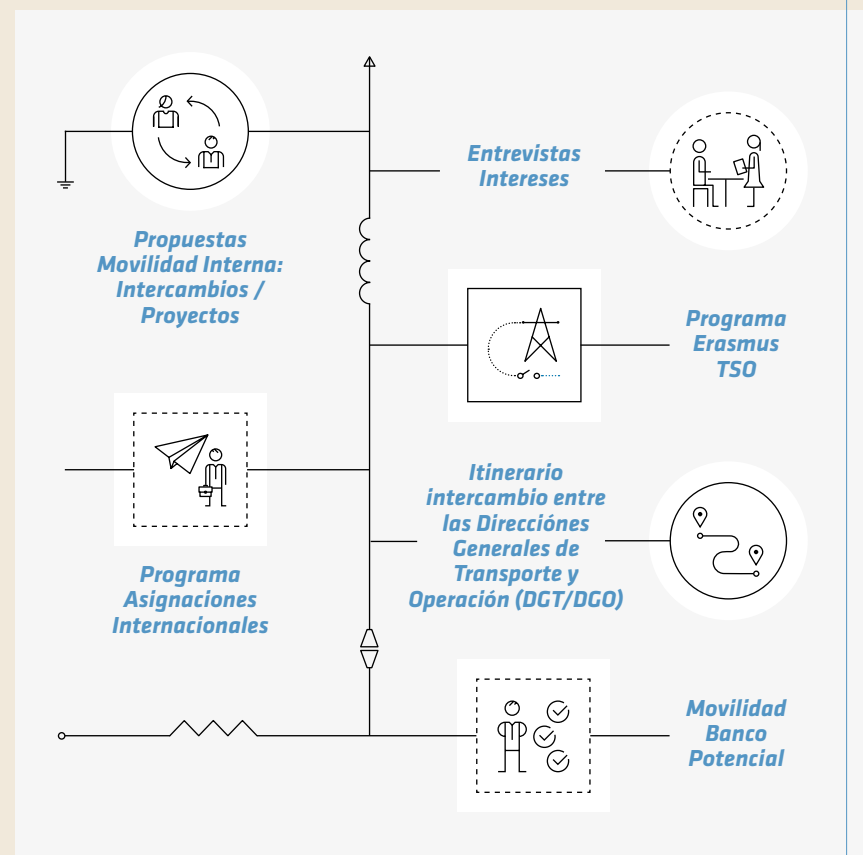 Propuestas
Movilidad Interna:
Intercambios /
Proyectos
Entrevistas
Intereses
Programa
Erasmus
TSO
Programa
Asignaciones
Internacionales
Itinerario
intercambio entre
las Direcciónes
Generales de
Transporte y
Operación (DGT/DGO)
Movilidad
Banco
Potencial